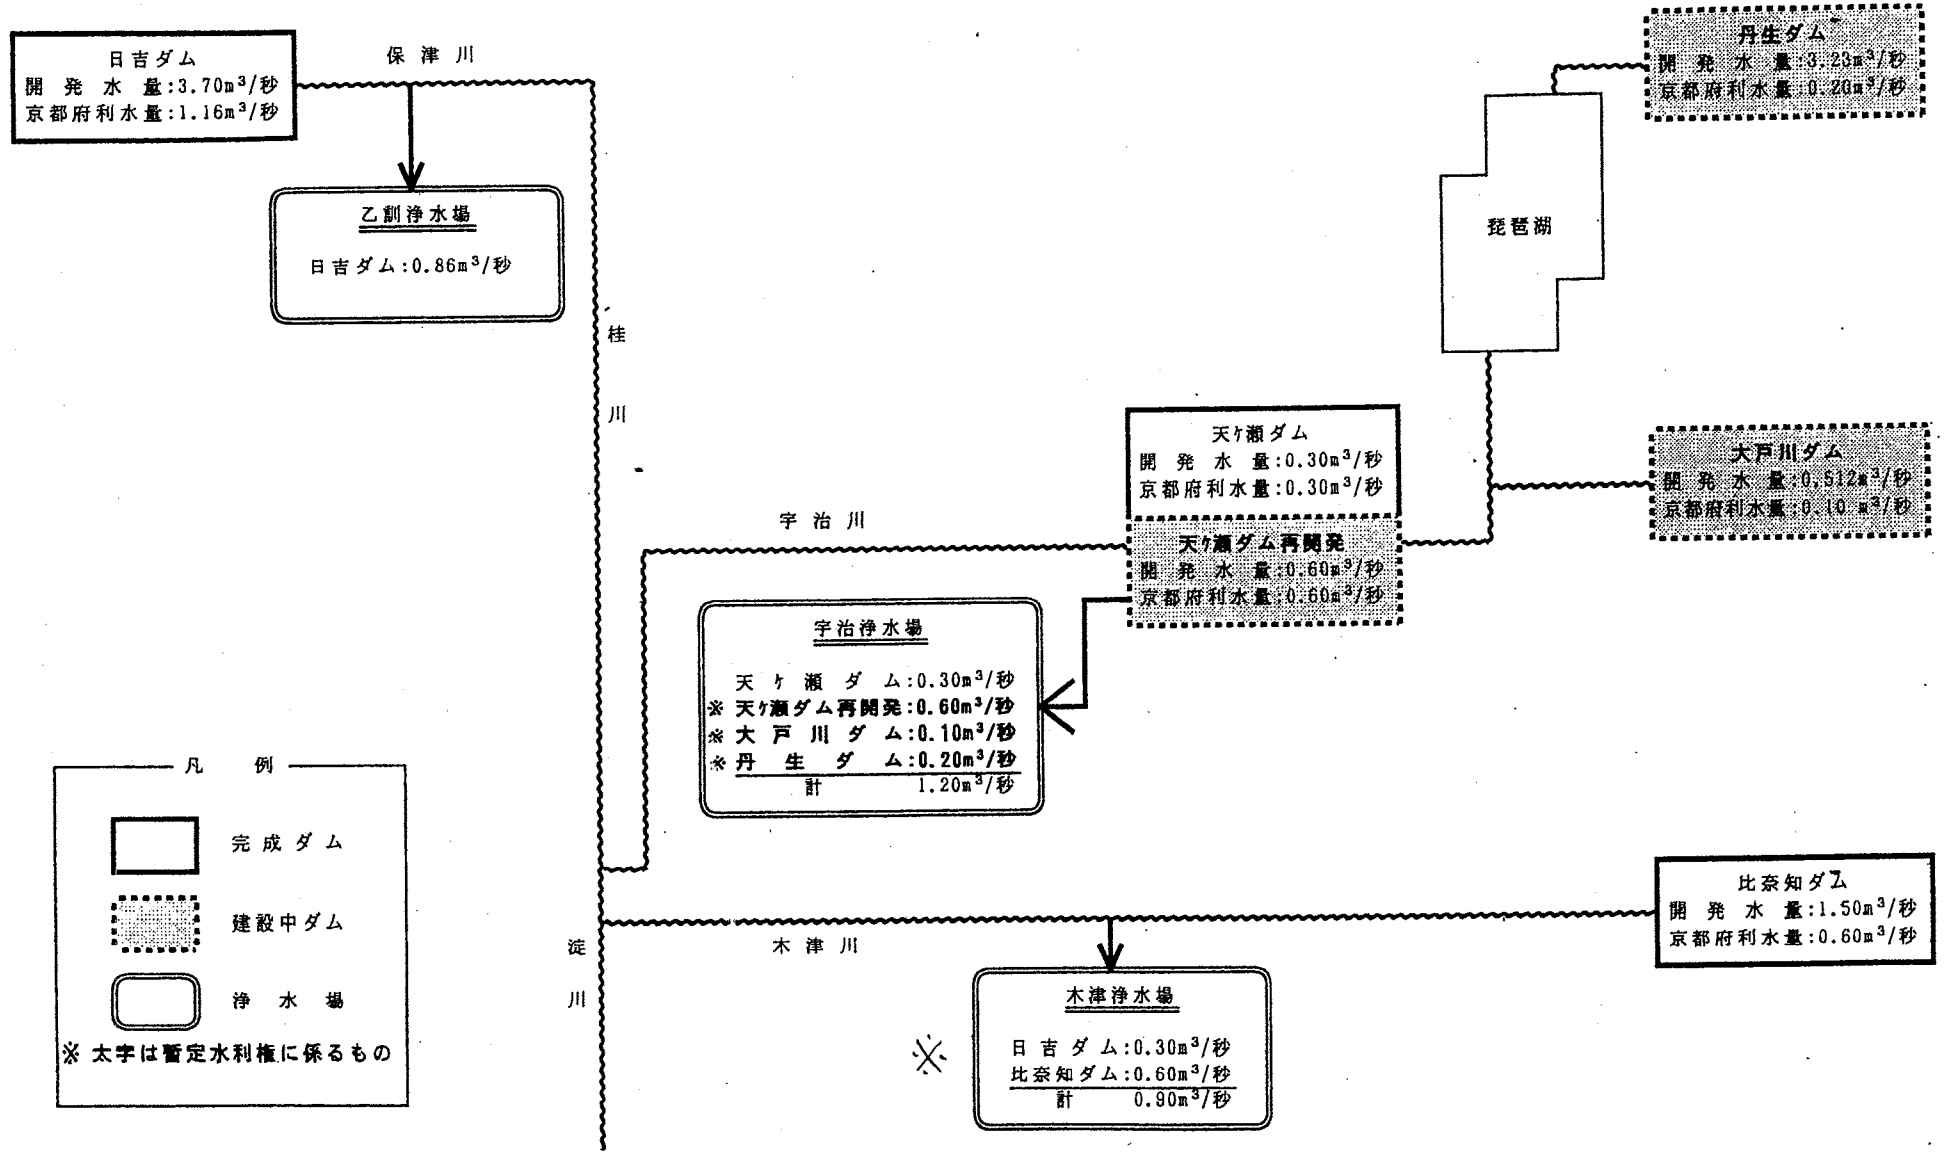 日吉ダム
開発水量:3.70m³/秒
京都府利水量:1.16m³/秒
保津川
丹生ダム
開発水量:3.23m³/秒
京都府利水量:0.20m³/秒
乙訓浄水場
日吉ダム:0.86m³/秒
琵琶湖
桂川
天ヶ瀬ダム
開発水量:0.30m³/秒
京都府利水量:0.30m³/秒
天ヶ瀬ダム再開発
開発水量:0.60m³/秒
京都府利水量:0.60m³/秒
大戸川ダム
開発水量:0.512m³/秒
京都府利水量:0.10m³/秒
宇治川
宇治浄水場
天ヶ瀬ダム:0.30m³/秒
※天ヶ瀬ダム再開発:0.60m³/秒
※大戸川ダム:0.10m³/秒
※丹生ダム:0.20m³/秒
計 1.20m³/秒
凡例
完成ダム
建設中ダム
浄水場
※太字は暫定水利権に係るもの
淀川
木津川
比奈知ダム
開発水量:1.50m³/秒
京都府利水量:0.60m³/秒
※
木津浄水場
日吉ダム:0.30m³/秒
比奈知ダム:0.60m³/秒
計 0.90m³/秒